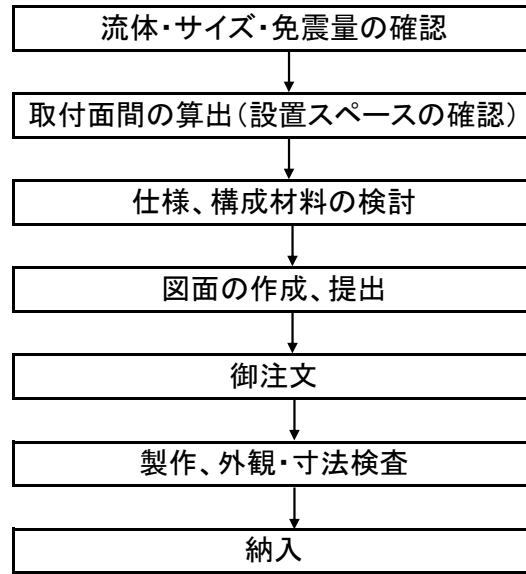 流体・サイズ・免震量の確認
取付面間の算出（設置スペースの確認）
仕様、構成材料の検討
図面の作成、提出
御注文
製作、外観・寸法検査
納入